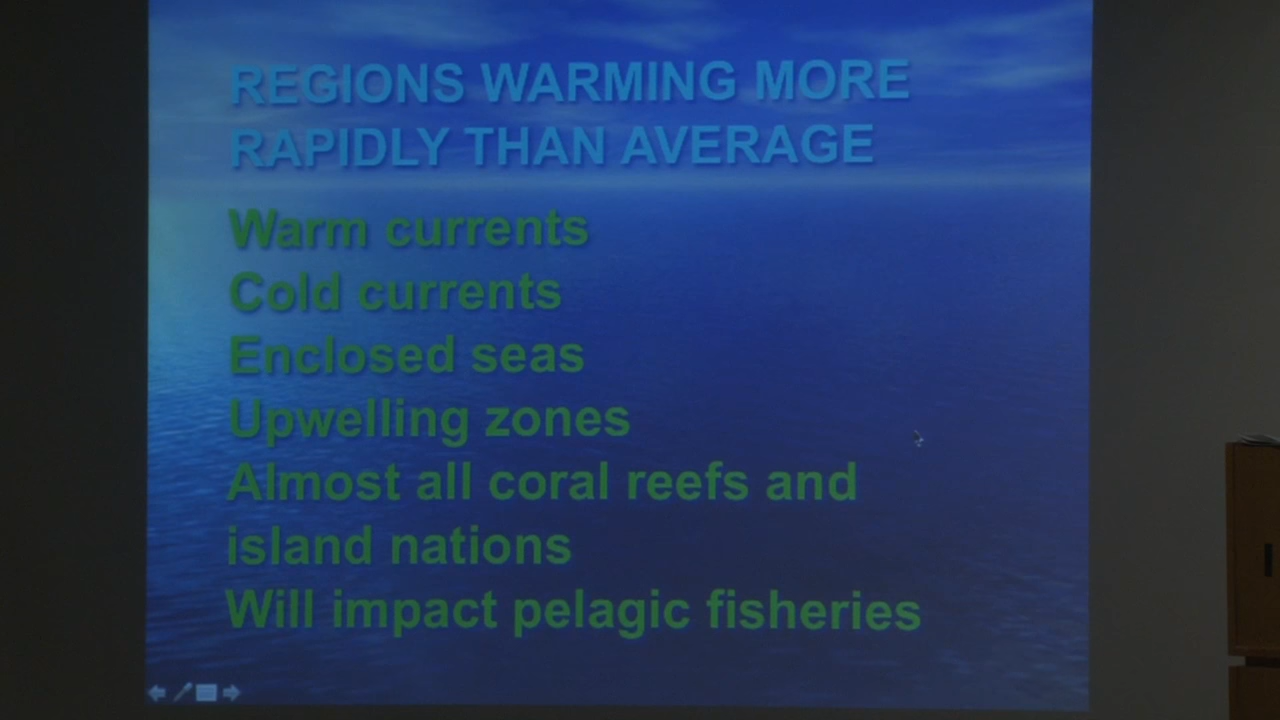 REGIONS WARMING MORE
RAPIDLY THAN AVERAGE
Warm currents
Cold currents
Enclosed seas
Upwelling zones
Almost all coral reefs and
island nations
Will impact pelagic fisheries